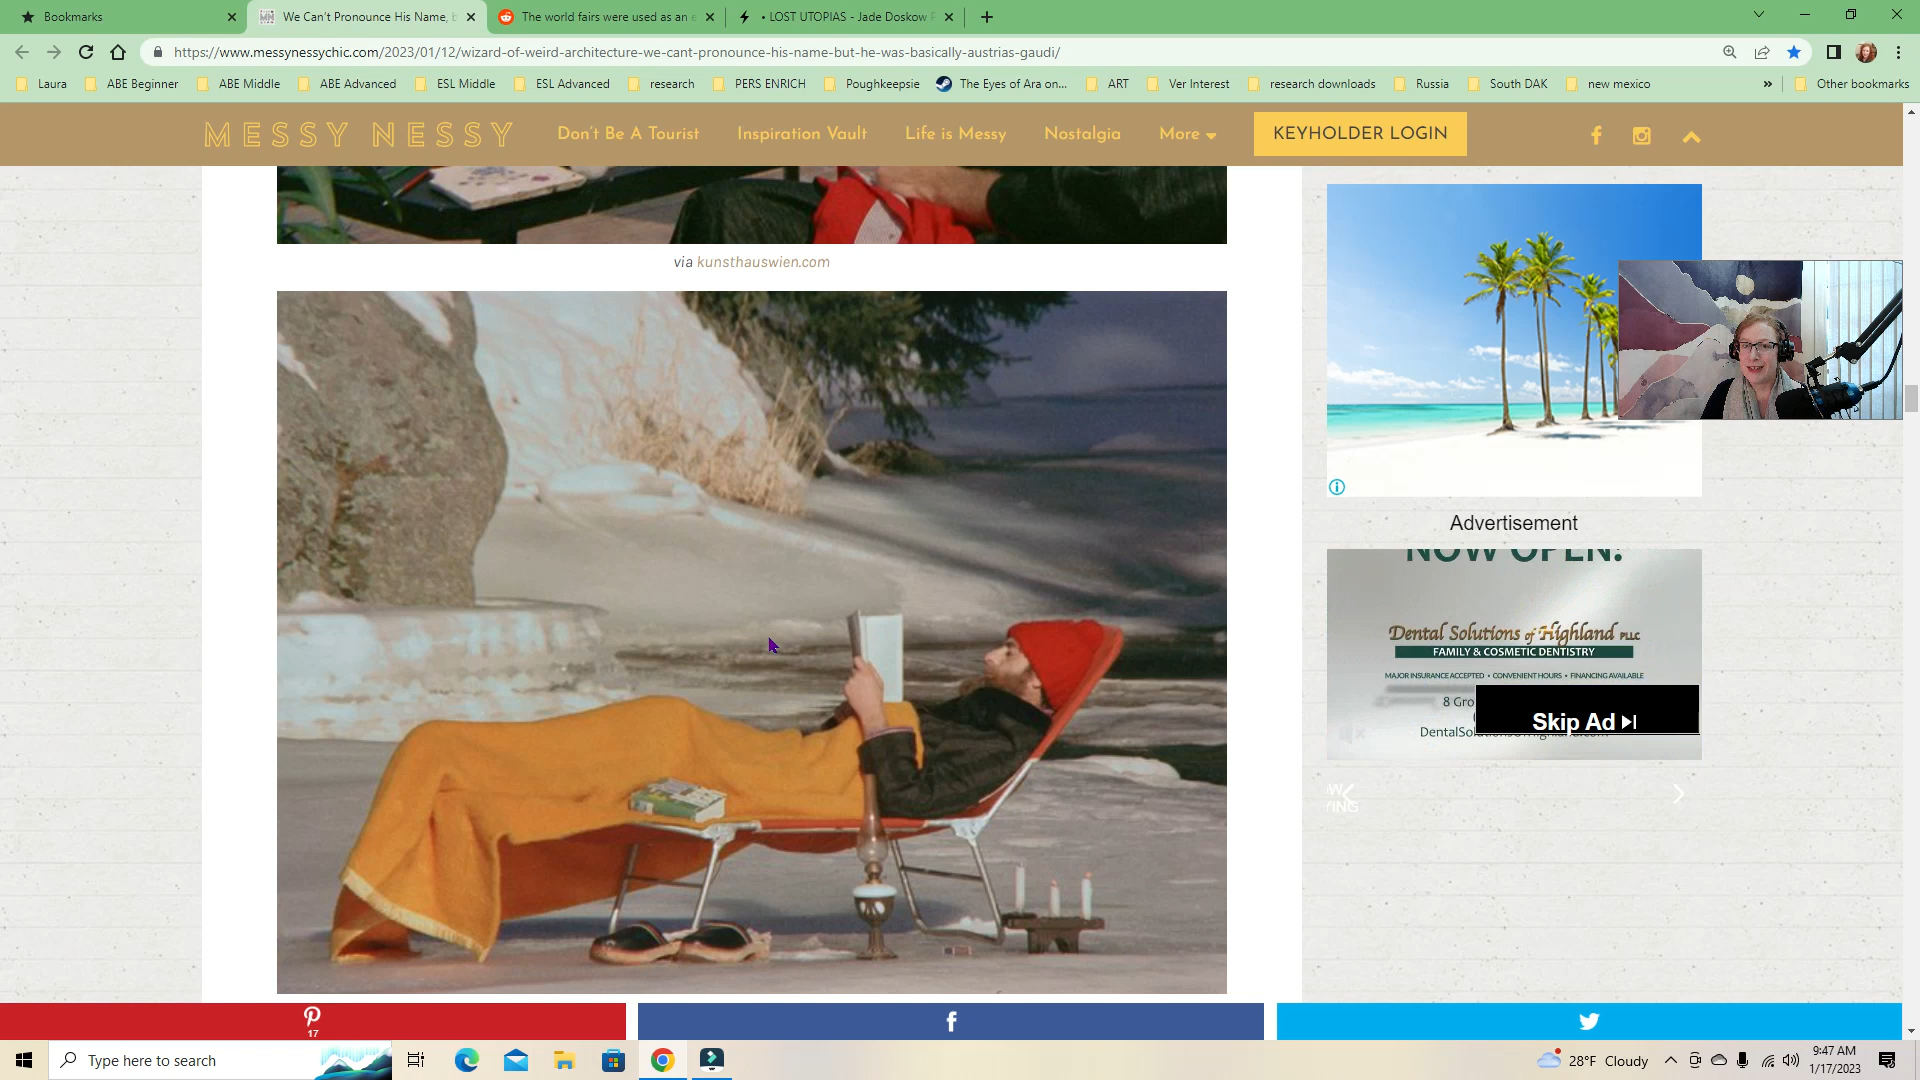 Bookmarks
We Can't Pronounce His Name, b
The world fairs were used as an e
• LOST UTOPIAS - Jade Doskow P
https://www.messynessychic.com/2023/01/12/wizard-of-weird-architecture-we-cant-pronounce-his-name-but-he-was-basically-austrias-gaudi/
Laura ABE Beginner ABE Middle ABE Advanced ESL Middle ESL Advanced research PERS ENRICH Poughkeepsie The Eyes of Ara on... ART Ver Interest research downloads Russia South DAK new mexico » Other bookmarks
MESSY NESSY Don't Be A Tourist Inspiration Vault Life is Messy Nostalgia More KEYHOLDER LOGIN
via kunsthauswien.com
Advertisement
NOW OPEN!
Dental Solutions of Highland PLLC
FAMILY & COSMETIC DENTISTRY
MAJOR INSURANCE ACCEPTED • CONVENIENT HOURS • FINANCING AVAILABLE
8 Gro
Skip Ad
DentalSol
17
Type here to search
28°F Cloudy
9:47 AM
1/17/2023